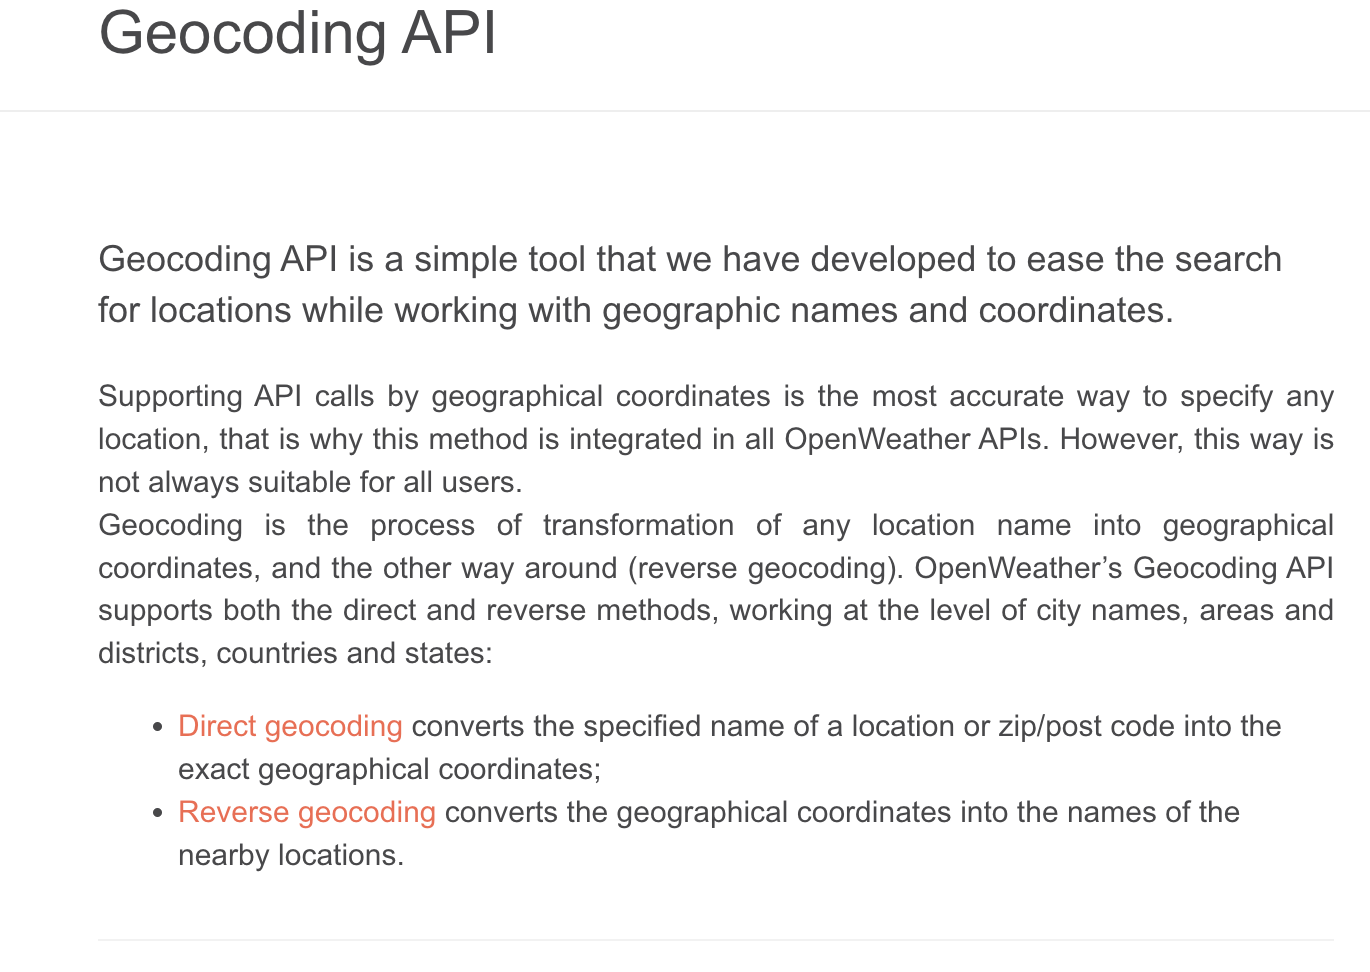 Geocoding API
Geocoding API is a simple tool that we have developed to ease the search
for locations while working with geographic names and coordinates.
Supporting API calls by geographical coordinates is the most accurate way to specify any
location, that is why this method is integrated in all OpenWeather APIs. However, this way is
not always suitable for all users.
Geocoding is the process of transformation of any location name into geographical
coordinates, and the other way around (reverse geocoding). OpenWeather’s Geocoding API
supports both the direct and reverse methods, working at the level of city names, areas and
districts, countries and states:
• Direct geocoding converts the specified name of a location or zip/post code into the
exact geographical coordinates;
• Reverse geocoding converts the geographical coordinates into the names of the
nearby locations.